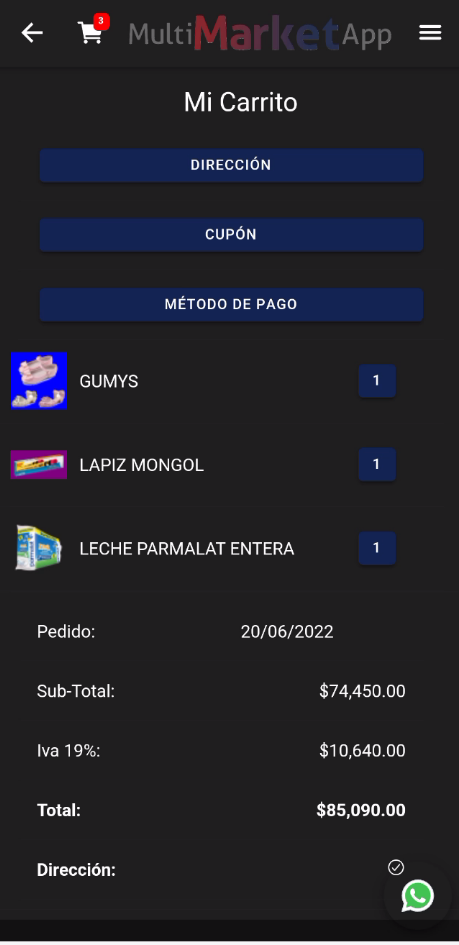 3
MultiMarketApp
Mi Carrito
DIRECCIÓN
CUPÓN
MÉTODO DE PAGO
GUMYS 1
LAPIZ MONGOL 1
LECHE PARMALAT ENTERA 1
Pedido: 20/06/2022
Sub-Total: $74,450.00
Iva 19%: $10,640.00
Total: $85,090.00
Dirección: